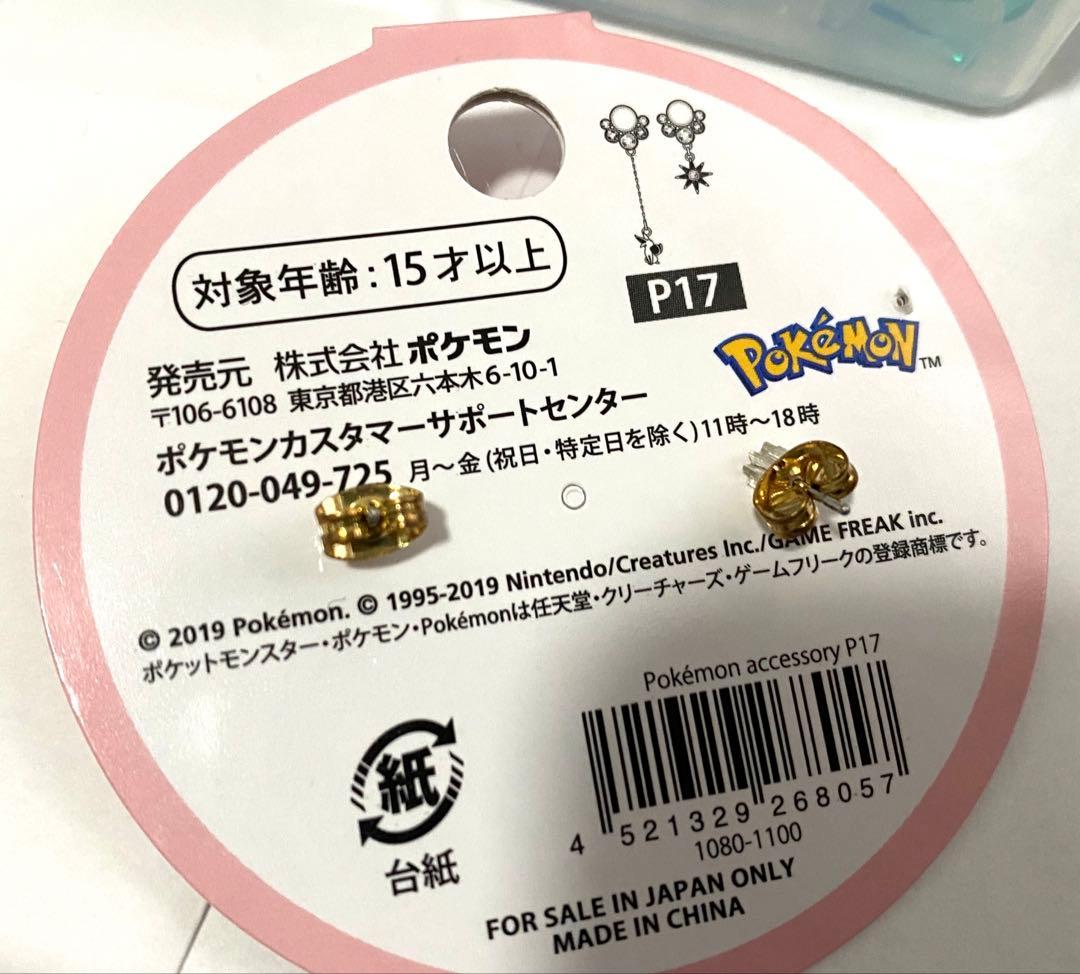 対象年齢:15才以上
P17
POKéMON™
発売元 株式会社ポケモン
〒106-6108 東京都港区六本木6-10-1
ポケモンカスタマーサポートセンター
0120-049-725 月〜金(祝日・特定日を除く)11時〜18時
© 2019 Pokémon. © 1995-2019 Nintendo/Creatures Inc./GAME FREAK inc.
ポケットモンスター・ポケモン・Pokémonは任天堂・クリーチャーズ・ゲームフリークの登録商標です。
Pokémon accessory P17
4 521329 268057
1080-1100
紙
台紙
FOR SALE IN JAPAN ONLY
MADE IN CHINA